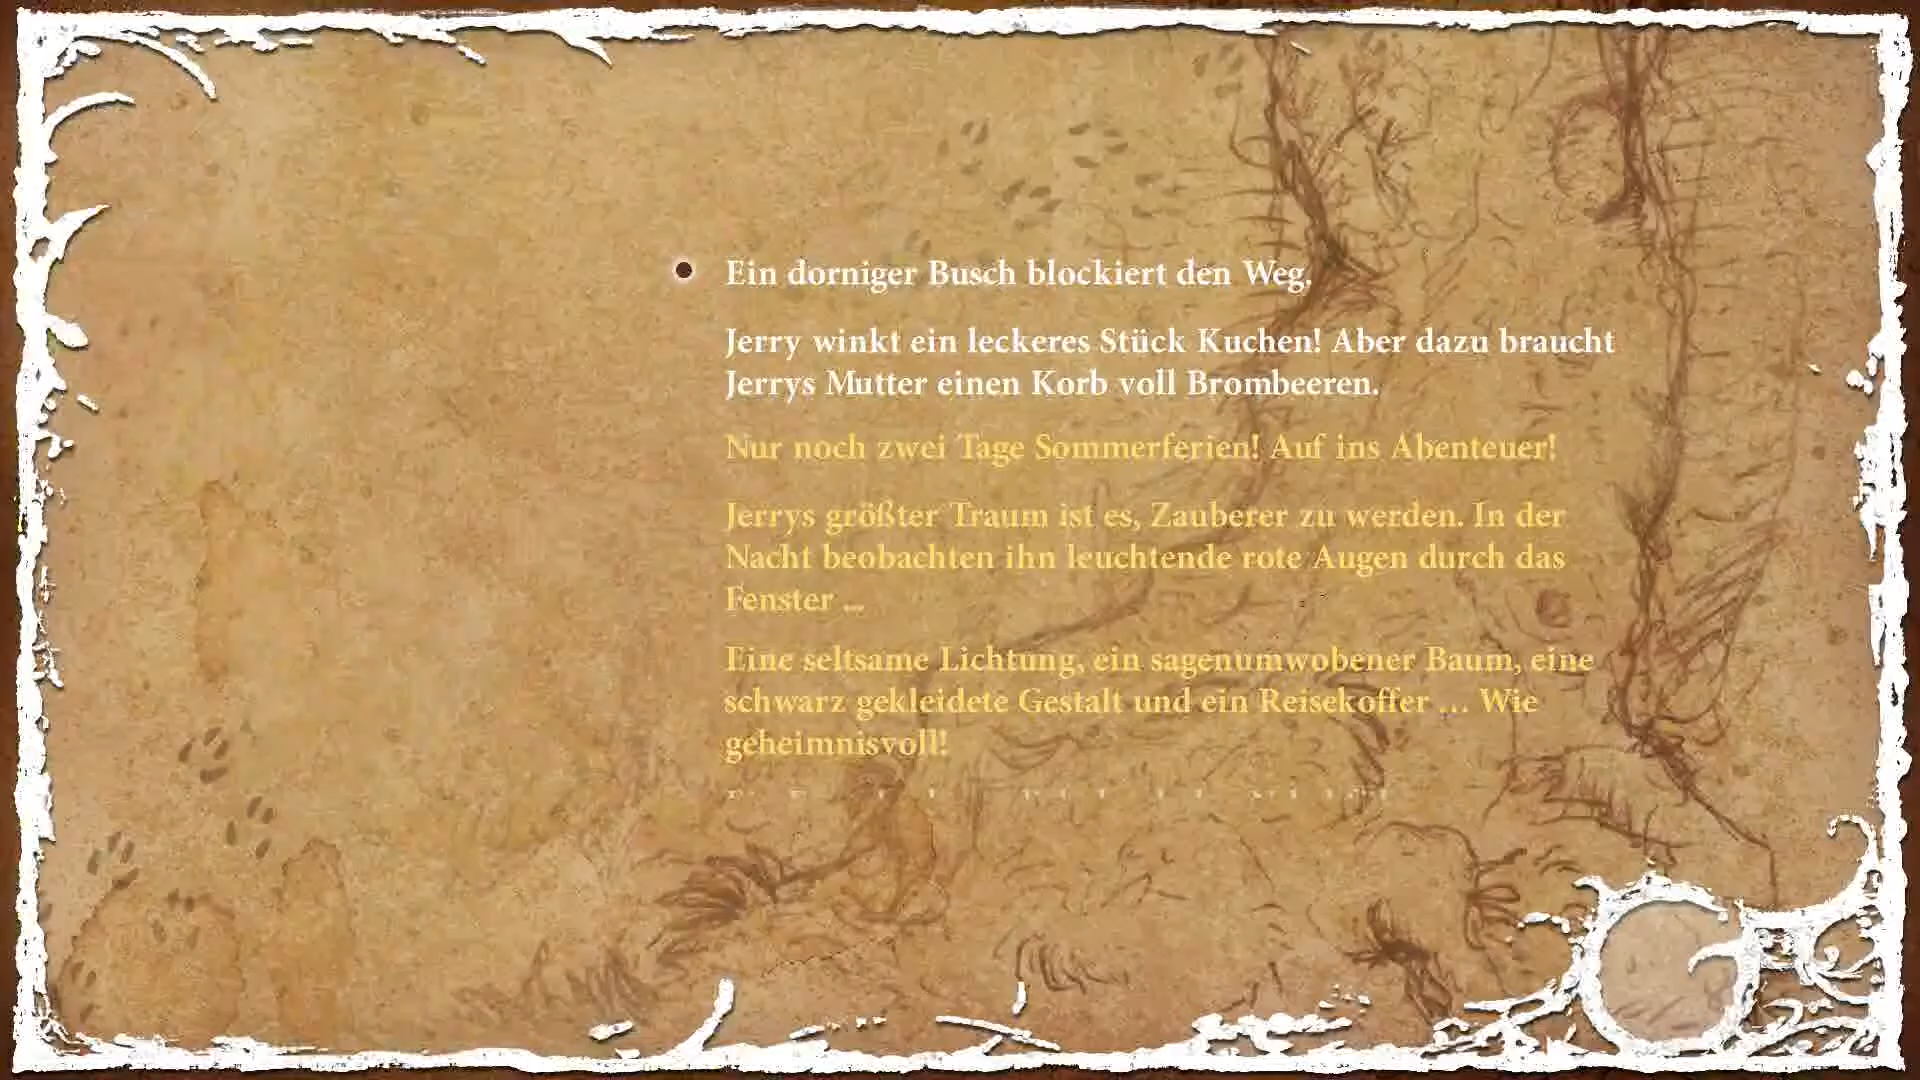 Ein dorniger Busch blockiert den Weg.
Jerry winkt ein leckeres Stück Kuchen! Aber dazu braucht
Jerrys Mutter einen Korb voll Brombeeren.
Nur noch zwei Tage Sommerferien! Auf ins Abenteuer!
Jerrys größter Traum ist es, Zauberer zu werden. In der
Nacht beobachten ihn leuchtende rote Augen durch das
Fenster ...
Eine seltsame Lichtung, ein sagenumwobener Baum, eine
schwarz gekleidete Gestalt und ein Reisekoffer ... Wie
geheimnisvoll!